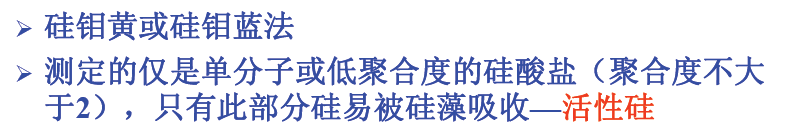 ➢ 硅钼黄或硅钼蓝法
➢ 测定的仅是单分子或低聚合度的硅酸盐（聚合度不大
于2），只有此部分硅易被硅藻吸收—活性硅